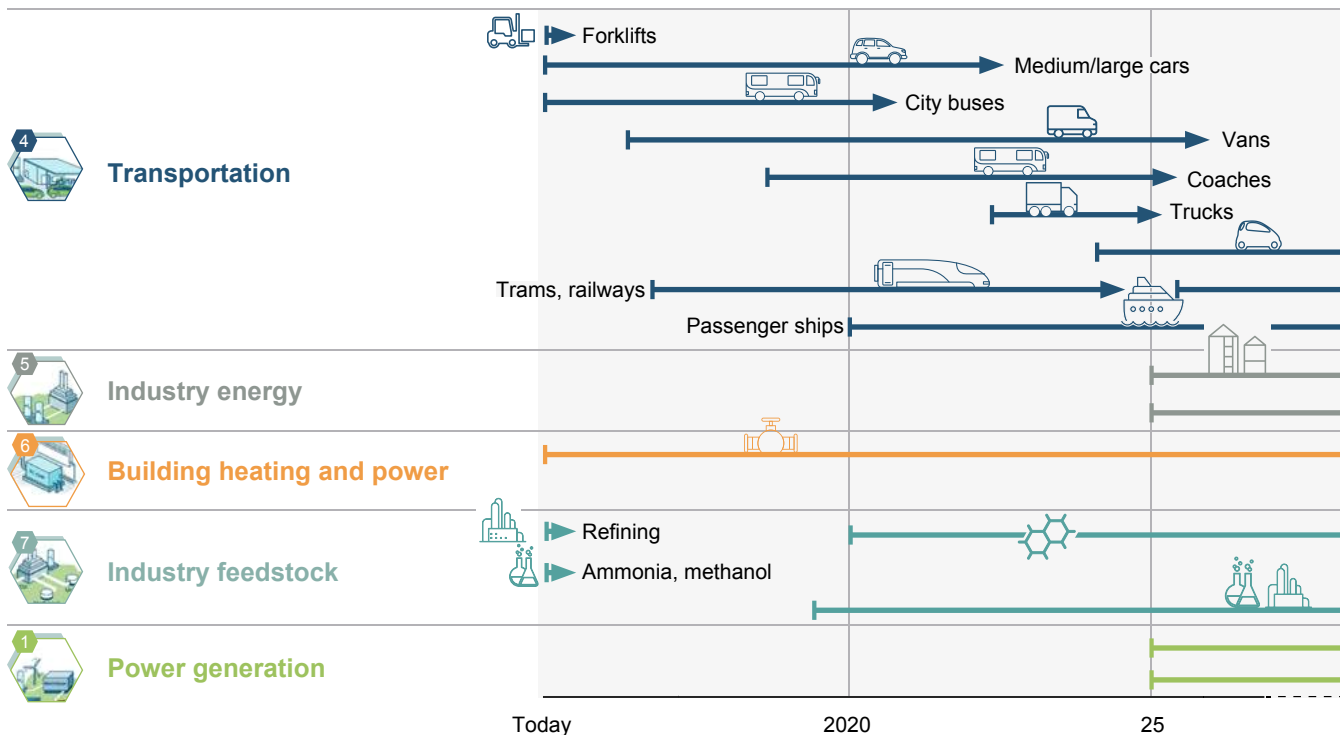 Forklifts
Medium/large cars
City buses
4
Vans
Transportation
Coaches
Trucks
Trams, railways
Passenger ships
5
Industry energy
6
Building heating and power
7
Refining
Industry feedstock
Ammonia, methanol
1
Power generation
Today 2020 25